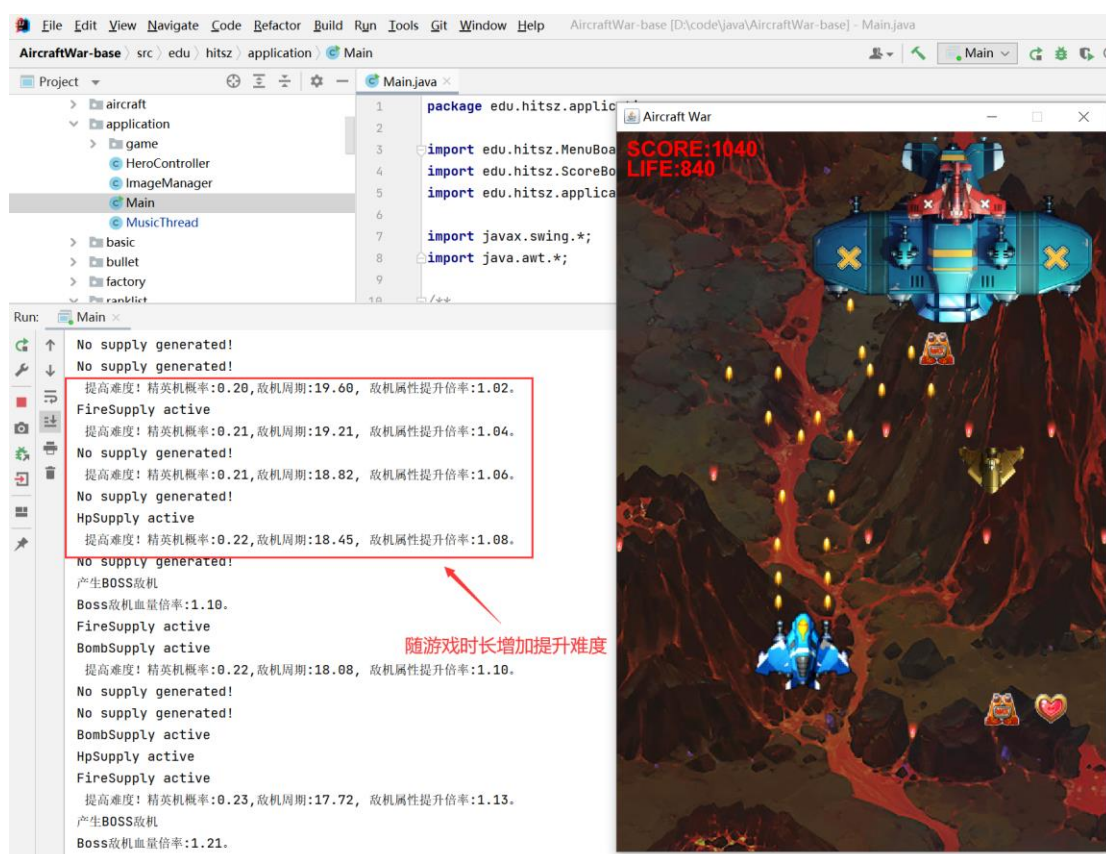 File Edit View Navigate Code Refactor Build Run Tools Git Window Help AircraftWar-base [D:\code\java\AircraftWar-base] - Main.java
AircraftWar-base src edu hitsz application Main
Main
Project
Main.java
aircraft
application
game
HeroController
ImageManager
Main
MusicThread
basic
bullet
factory
ranklist
1 package edu.hitsz.applic
2
3 import edu.hitsz.MenuBoa
4 import edu.hitsz.ScoreBo
5 import edu.hitsz.applica
6
7 import javax.swing.*;
8 import java.awt.*;
9
10 /**
Aircraft War
SCORE:1040
LIFE:840
Run: Main
No supply generated!
No supply generated!
提高难度！精英机概率:0.20,敌机周期:19.60, 敌机属性提升倍率:1.02。
FireSupply active
提高难度！精英机概率:0.21,敌机周期:19.21, 敌机属性提升倍率:1.04。
No supply generated!
提高难度！精英机概率:0.21,敌机周期:18.82, 敌机属性提升倍率:1.06。
No supply generated!
HpSupply active
提高难度！精英机概率:0.22,敌机周期:18.45, 敌机属性提升倍率:1.08。
No supply generated!
产生BOSS敌机
Boss敌机血量倍率:1.10。
FireSupply active
BombSupply active
随游戏时长增加提升难度
提高难度！精英机概率:0.22,敌机周期:18.08, 敌机属性提升倍率:1.10。
No supply generated!
No supply generated!
BombSupply active
HpSupply active
FireSupply active
提高难度！精英机概率:0.23,敌机周期:17.72, 敌机属性提升倍率:1.13。
产生BOSS敌机
Boss敌机血量倍率:1.21。